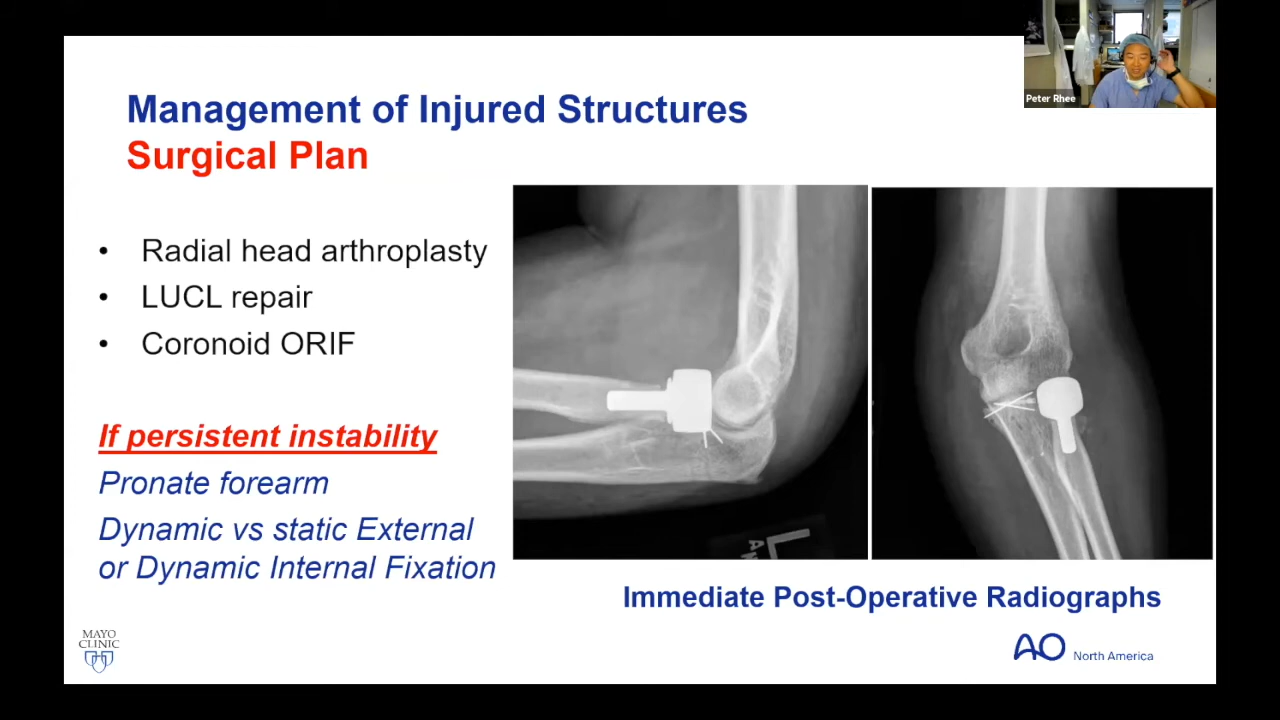 Peter Rhee
Management of Injured Structures
Surgical Plan
• Radial head arthroplasty
• LUCL repair
• Coronoid ORIF
If persistent instability
Pronate forearm
Dynamic vs static External
or Dynamic Internal Fixation
L
Immediate Post-Operative Radiographs
MAYO
CLINIC
AO North America